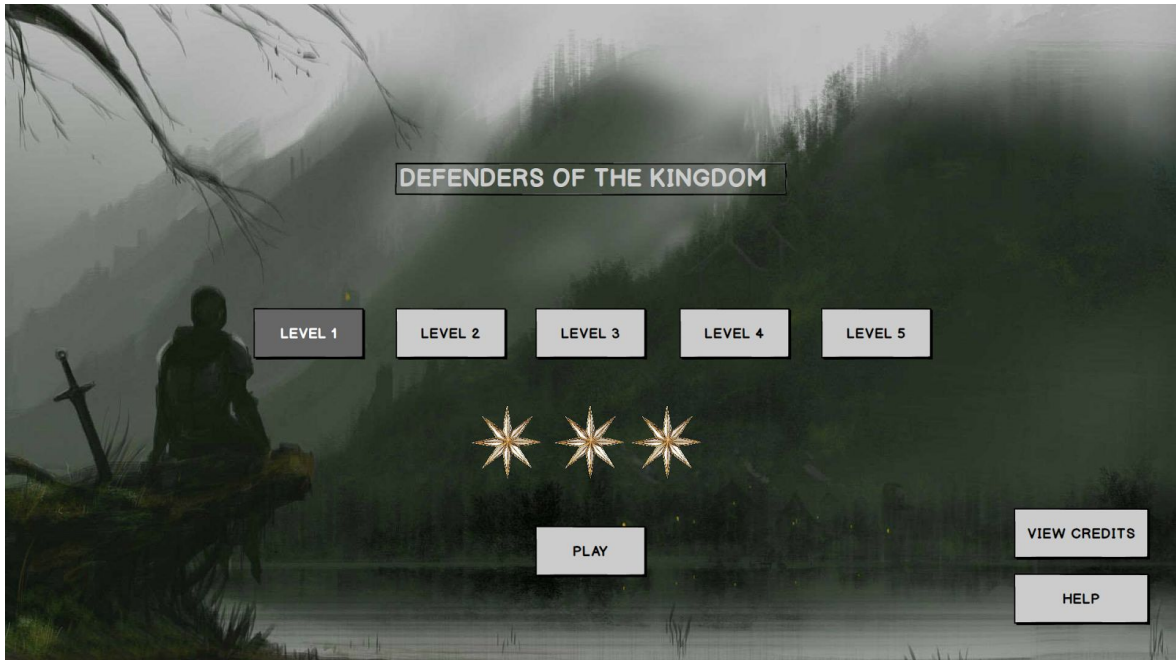 DEFENDERS OF THE KINGDOM
LEVEL 1
LEVEL 2
LEVEL 3
LEVEL 4
LEVEL 5
PLAY
VIEW CREDITS
HELP